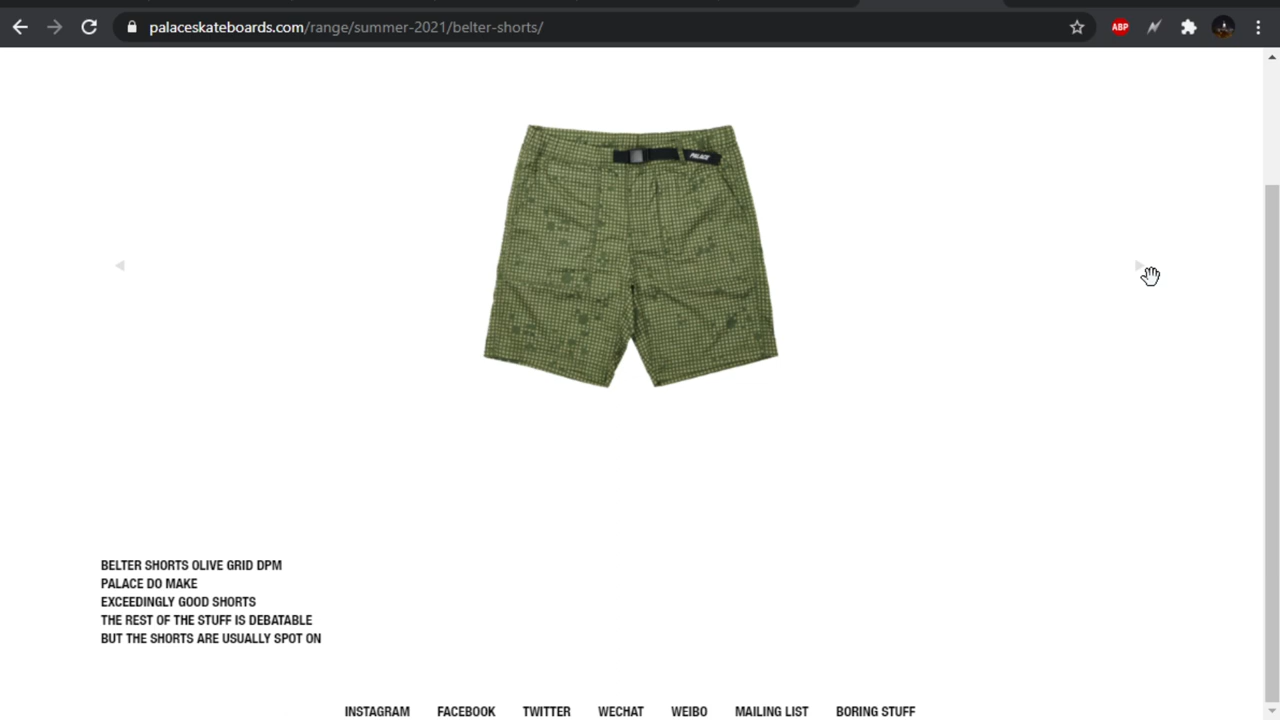 palaceskateboards.com/range/summer-2021/belter-shorts/
ABP
PALACE
BELTER SHORTS OLIVE GRID DPM
PALACE DO MAKE
EXCEEDINGLY GOOD SHORTS
THE REST OF THE STUFF IS DEBATABLE
BUT THE SHORTS ARE USUALLY SPOT ON
INSTAGRAM FACEBOOK TWITTER WECHAT WEIBO MAILING LIST BORING STUFF